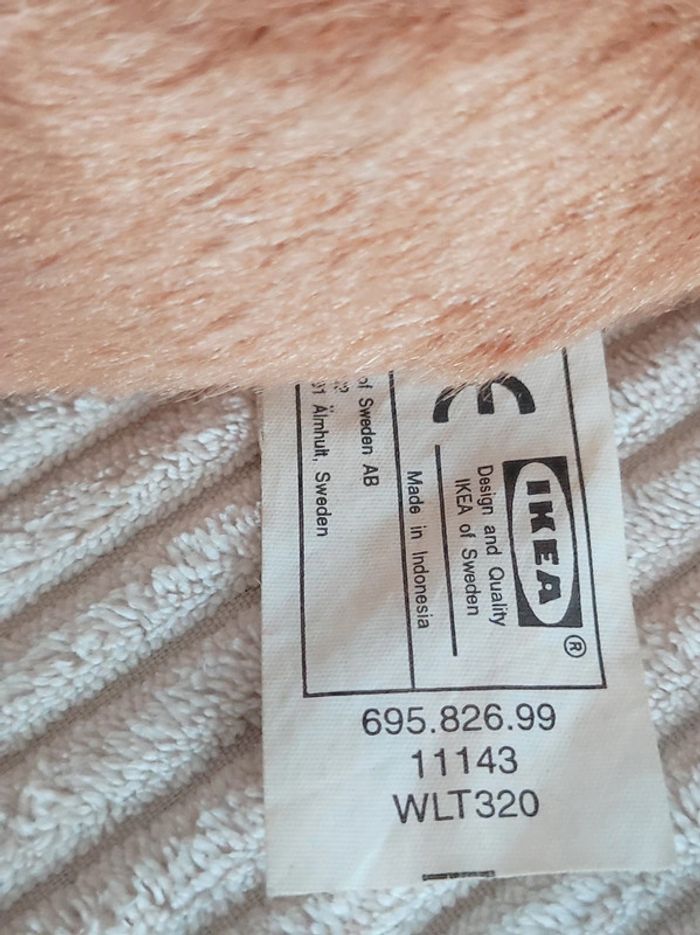 IKEA®
Design and Quality
IKEA of Sweden
Made in Indonesia
of Sweden AB
Älmhult, Sweden
695.826.99
11143
WLT320